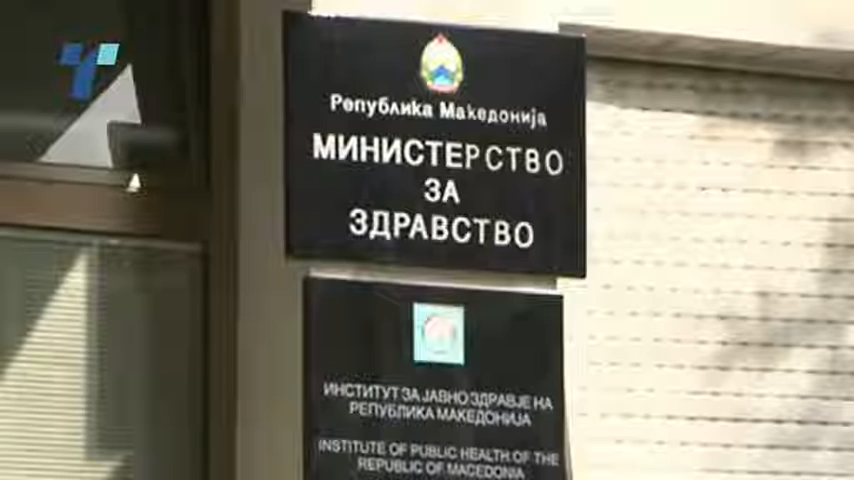 Република Македонија
МИНИСТЕРСТВО
ЗА
ЗДРАВСТВО
ИНСТИТУТ ЗА ЈАВНО ЗДРАВЈЕ НА
РЕПУБЛИКА МАКЕДОНИЈА
INSTITUTE OF PUBLIC HEALTH OF THE
REPUBLIC OF MACEDONIA